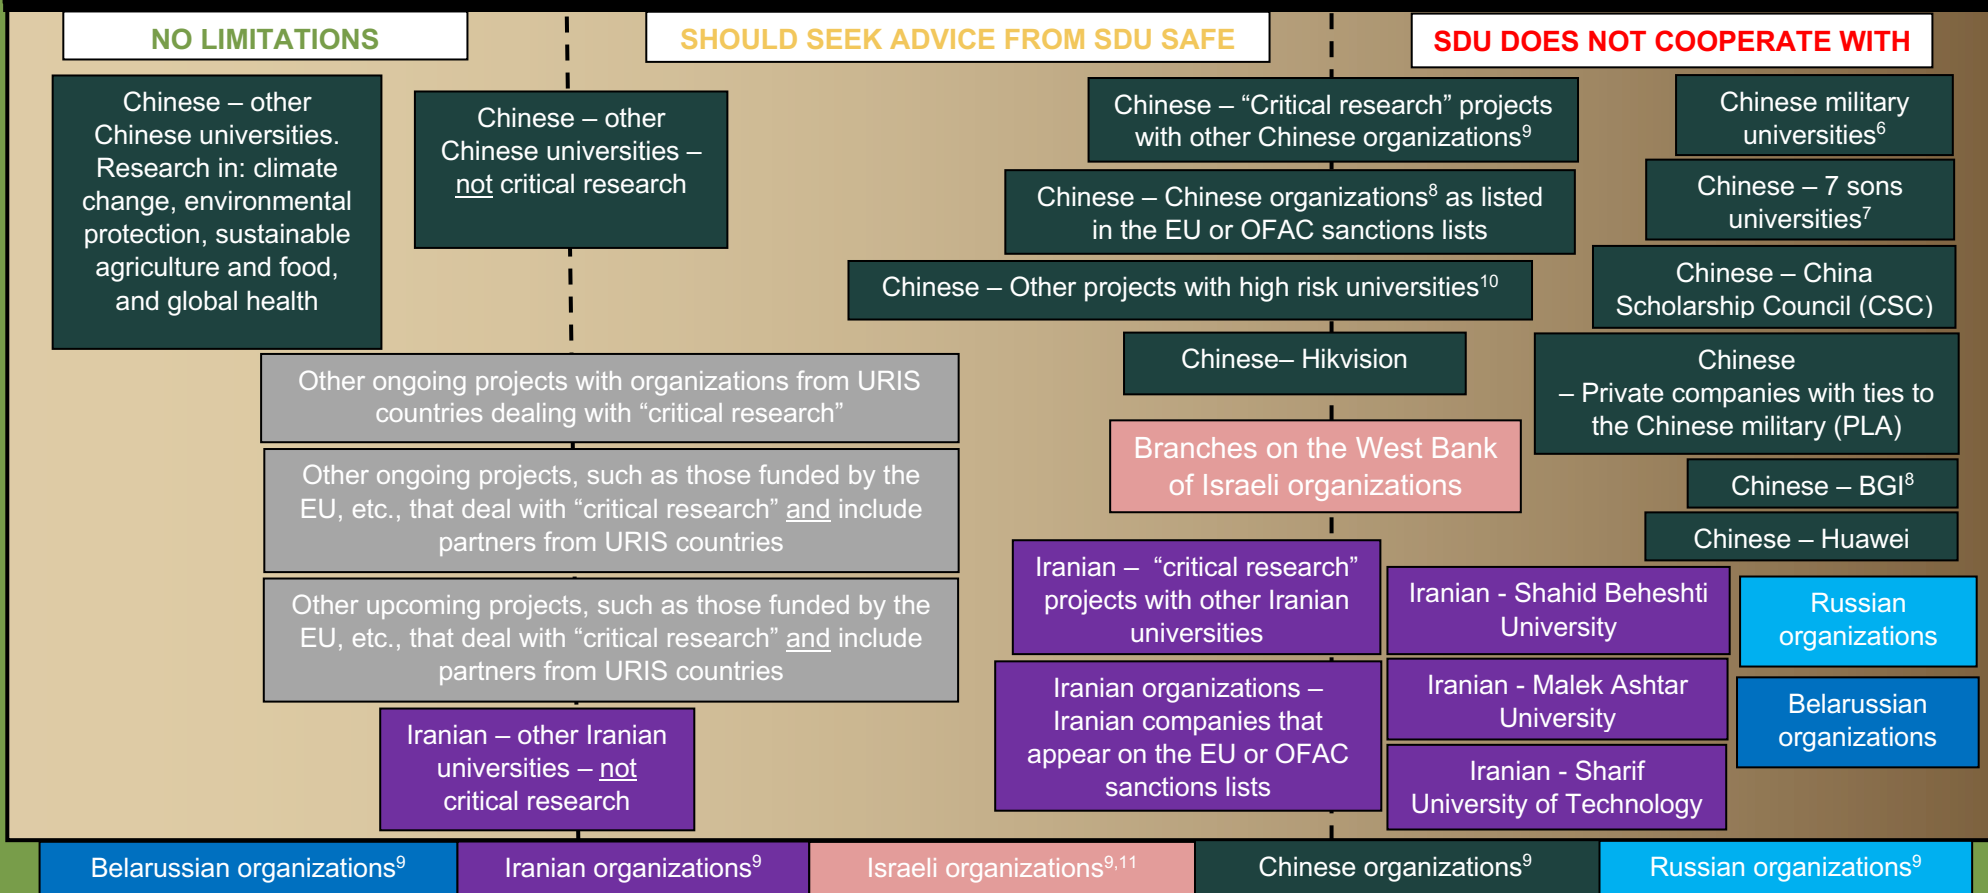 NO LIMITATIONS
SHOULD SEEK ADVICE FROM SDU SAFE
SDU DOES NOT COOPERATE WITH
Chinese – other
Chinese universities.
Research in: climate
change, environmental
protection, sustainable
agriculture and food,
and global health
Chinese – other
Chinese universities –
not critical research
Chinese – “Critical research” projects
with other Chinese organizations⁹
Chinese military
universities⁶
Chinese – Chinese organizations⁸ as listed
in the EU or OFAC sanctions lists
Chinese – 7 sons
universities⁷
Chinese – Other projects with high risk universities¹⁰
Chinese – China
Scholarship Council (CSC)
Chinese– Hikvision
Chinese
– Private companies with ties to
the Chinese military (PLA)
Other ongoing projects with organizations from URIS
countries dealing with “critical research”
Branches on the West Bank
of Israeli organizations
Other ongoing projects, such as those funded by the
EU, etc., that deal with “critical research” and include
partners from URIS countries
Chinese – BGI⁸
Chinese – Huawei
Other upcoming projects, such as those funded by the
EU, etc., that deal with “critical research” and include
partners from URIS countries
Iranian – “critical research”
projects with other Iranian
universities
Iranian - Shahid Beheshti
University
Russian
organizations
Iranian organizations –
Iranian companies that
appear on the EU or OFAC
sanctions lists
Iranian - Malek Ashtar
University
Belarussian
organizations
Iranian – other Iranian
universities – not
critical research
Iranian - Sharif
University of Technology
Belarussian organizations⁹
Iranian organizations⁹
Israeli organizations⁹,¹¹
Chinese organizations⁹
Russian organizations⁹